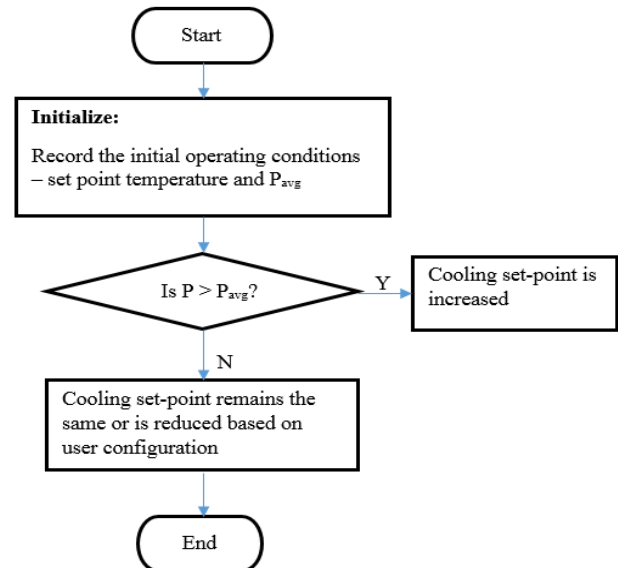 Start
Initialize:
Record the initial operating conditions
– set point temperature and Pavg
Is P > Pavg?
Y
Cooling set-point is
increased
N
Cooling set-point remains the
same or is reduced based on
user configuration
End